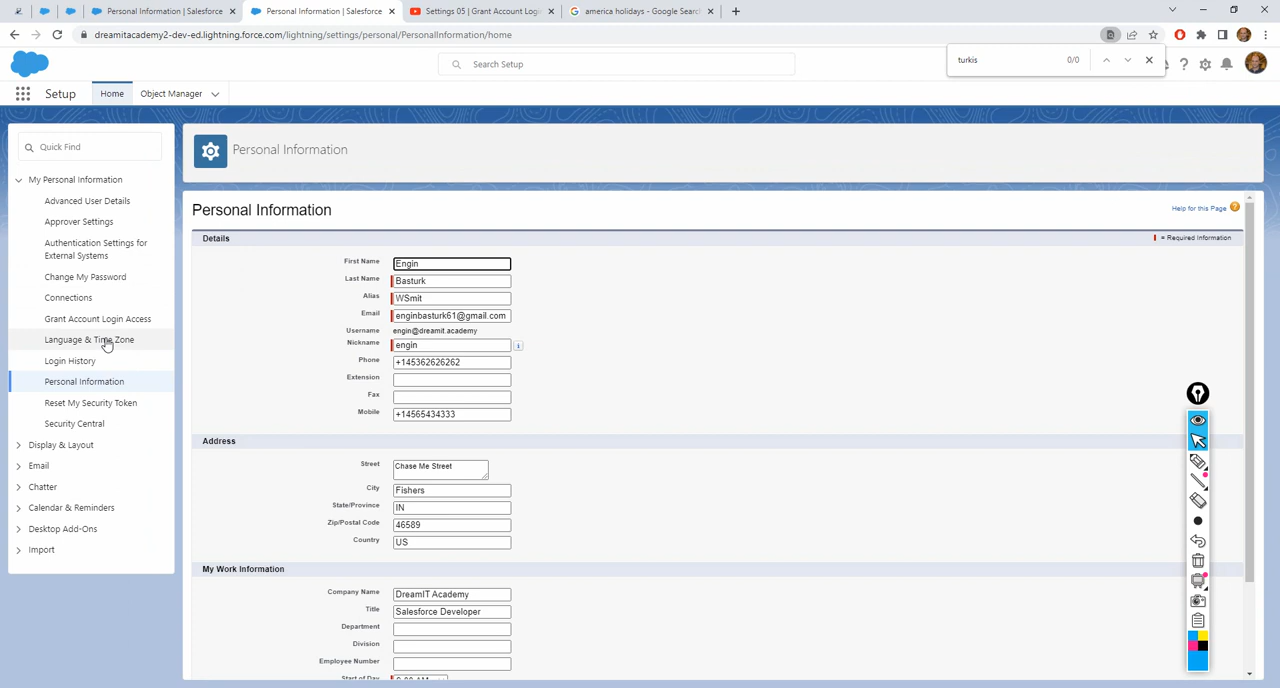 Personal Information | Salesforce
Personal Information | Salesforce
Settings 05 | Grant Account Login
america holidays - Google Search
dreamitacademy2-dev-ed.lightning.force.com/lightning/settings/personal/PersonalInformation/home
turkis
0/0
Search Setup
Setup
Home
Object Manager
Quick Find
My Personal Information
Advanced User Details
Approver Settings
Authentication Settings for
External Systems
Change My Password
Connections
Grant Account Login Access
Language & Time Zone
Login History
Personal Information
Reset My Security Token
Security Central
Display & Layout
Email
Chatter
Calendar & Reminders
Desktop Add-Ons
Import
Personal Information
Personal Information
Help for this Page
Details
= Required Information
First Name Engin
Last Name Basturk
Alias WSmit
Email enginbasturk61@gmail.com
Username engin@dreamit.academy
Nickname engin
Phone +145362626262
Extension
Fax
Mobile +14565434333
Address
Street Chase Me Street
City Fishers
State/Province IN
Zip/Postal Code 46589
Country US
My Work Information
Company Name DreamIT Academy
Title Salesforce Developer
Department
Division
Employee Number
Start of Day